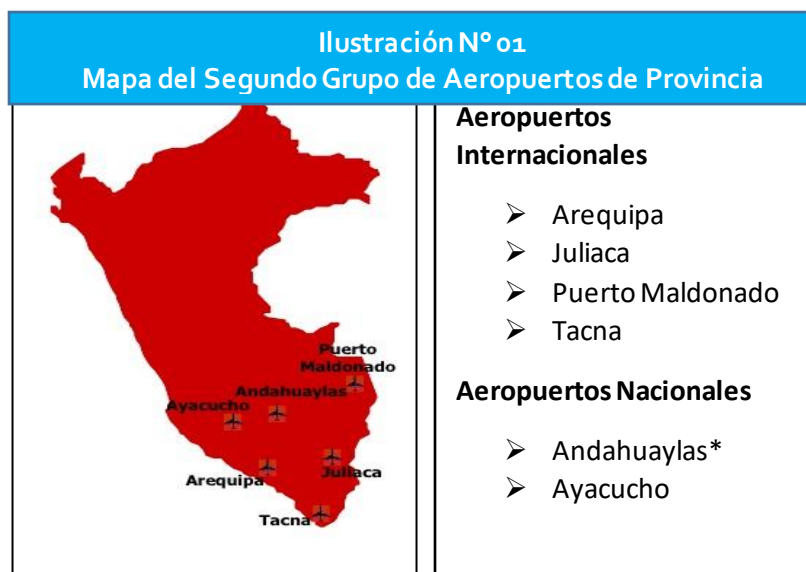 Ilustración N° 01
Mapa del Segundo Grupo de Aeropuertos de Provincia
Puerto
Maldonado
Andahuaylas
Ayacucho
Arequipa
Juliaca
Tacna
Aeropuertos
Internacionales
➢ Arequipa
➢ Juliaca
➢ Puerto Maldonado
➢ Tacna
Aeropuertos Nacionales
➢ Andahuaylas*
➢ Ayacucho